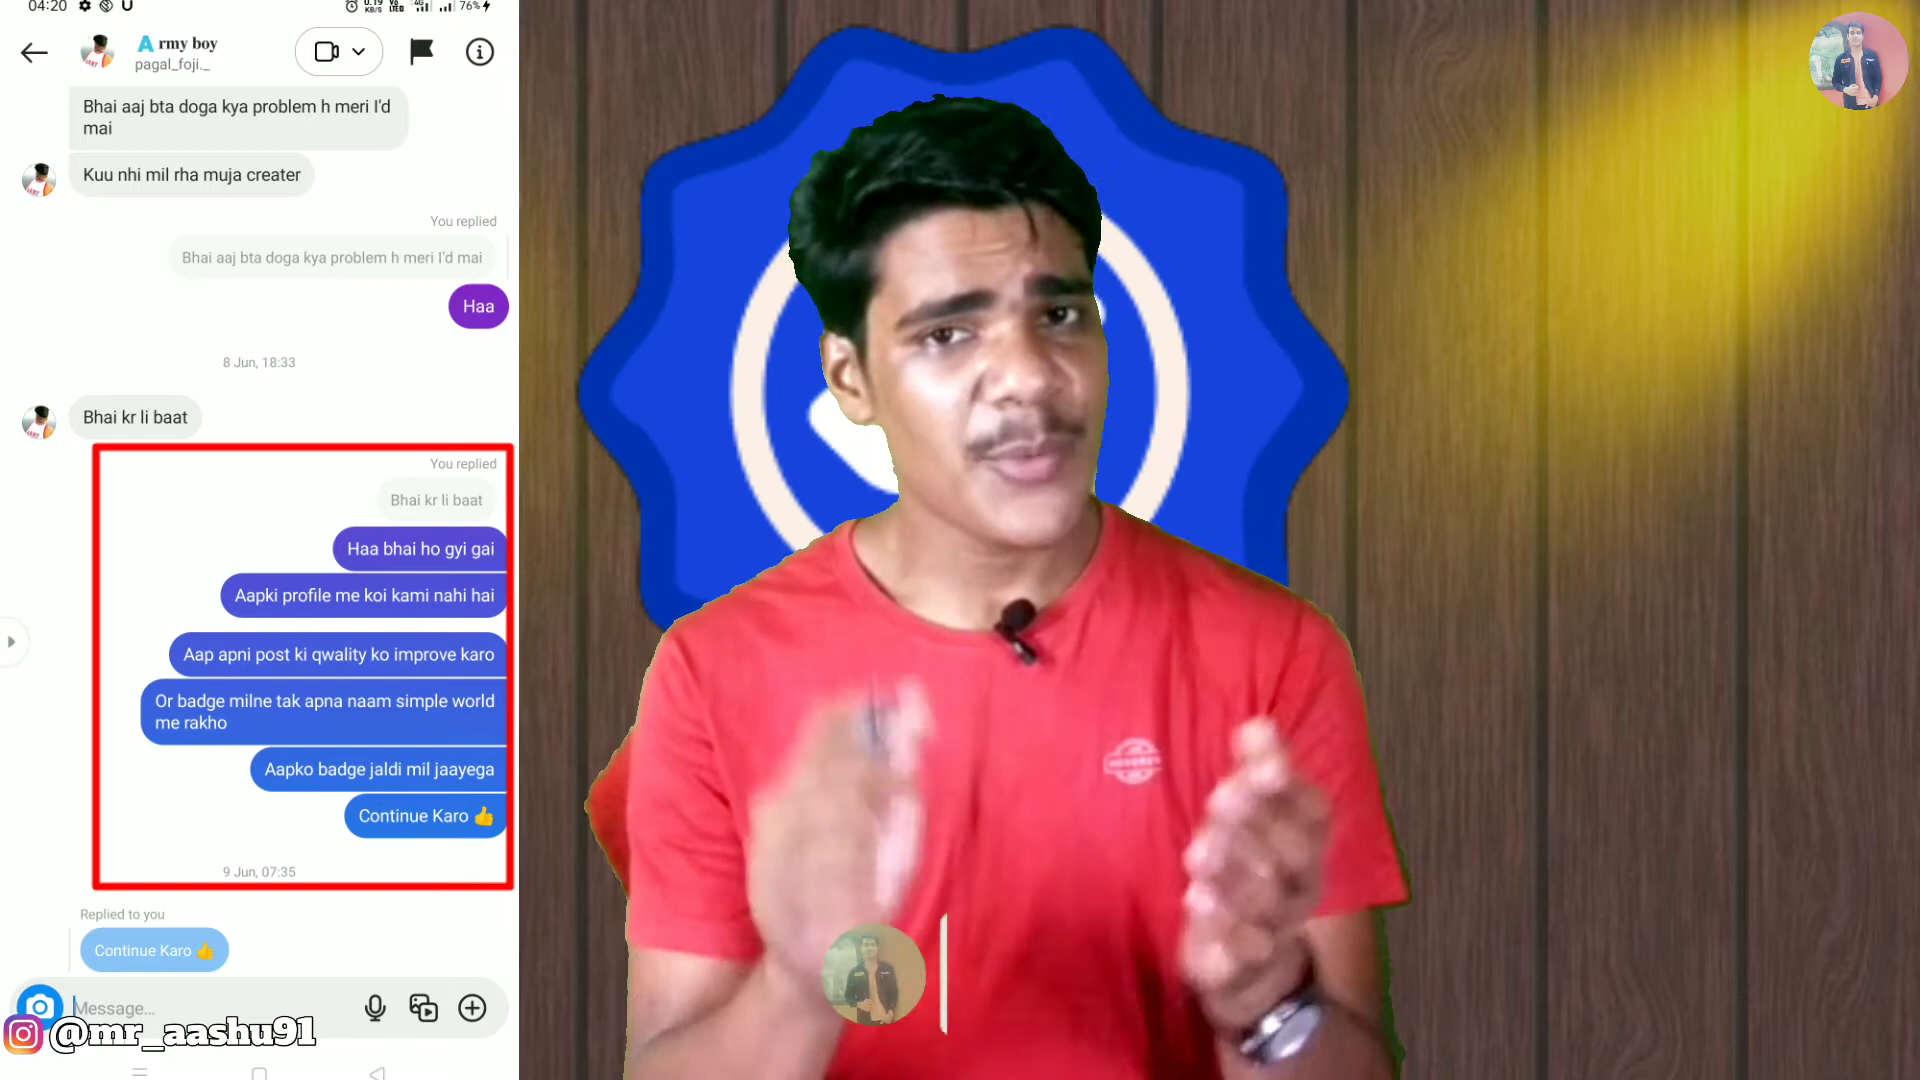 04:20
0.19 KB/S
76%
A rmy boy
pagal_foji._
Bhai aaj bta doga kya problem h meri I'd
mai
Kuu nhi mil rha muja creater
You replied
Bhai aaj bta doga kya problem h meri I'd mai
Haa
8 Jun, 18:33
Bhai kr li baat
You replied
Bhai kr li baat
Haa bhai ho gyi gai
Aapki profile me koi kami nahi hai
Aap apni post ki qwality ko improve karo
Or badge milne tak apna naam simple world
me rakho
Aapko badge jaldi mil jaayega
Continue Karo 👍
9 Jun, 07:35
Replied to you
Continue Karo 👍
Message...
@mr_aashu91